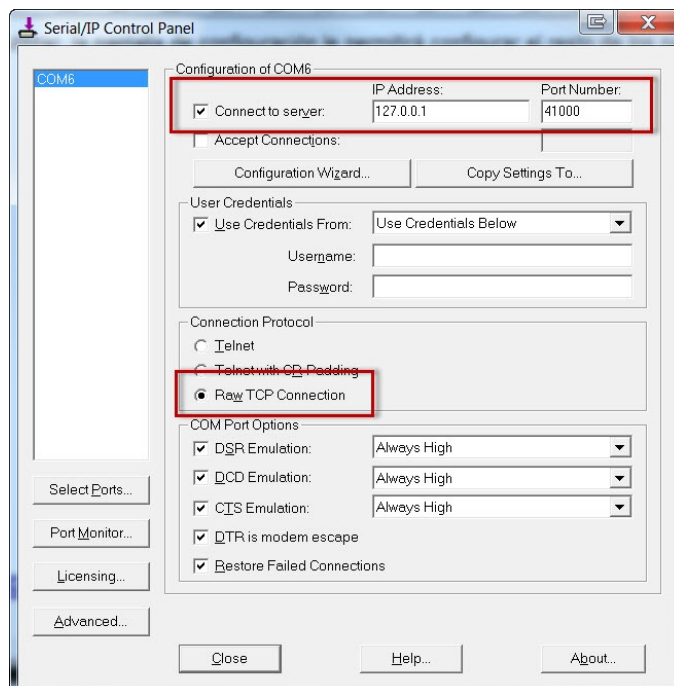 Serial/IP Control Panel
COM6
Configuration of COM6
IP Address: Port Number:
Connect to server: 127.0.0.1 41000
Accept Connections:
Configuration Wizard... Copy Settings To...
User Credentials
Use Credentials From: Use Credentials Below
Username:
Password:
Connection Protocol
Telnet
Telnet with CR Padding
Raw TCP Connection
COM Port Options
DSR Emulation: Always High
DCD Emulation: Always High
CTS Emulation: Always High
DTR is modem escape
Restore Failed Connections
Select Ports...
Port Monitor...
Licensing...
Advanced...
Close Help... About...